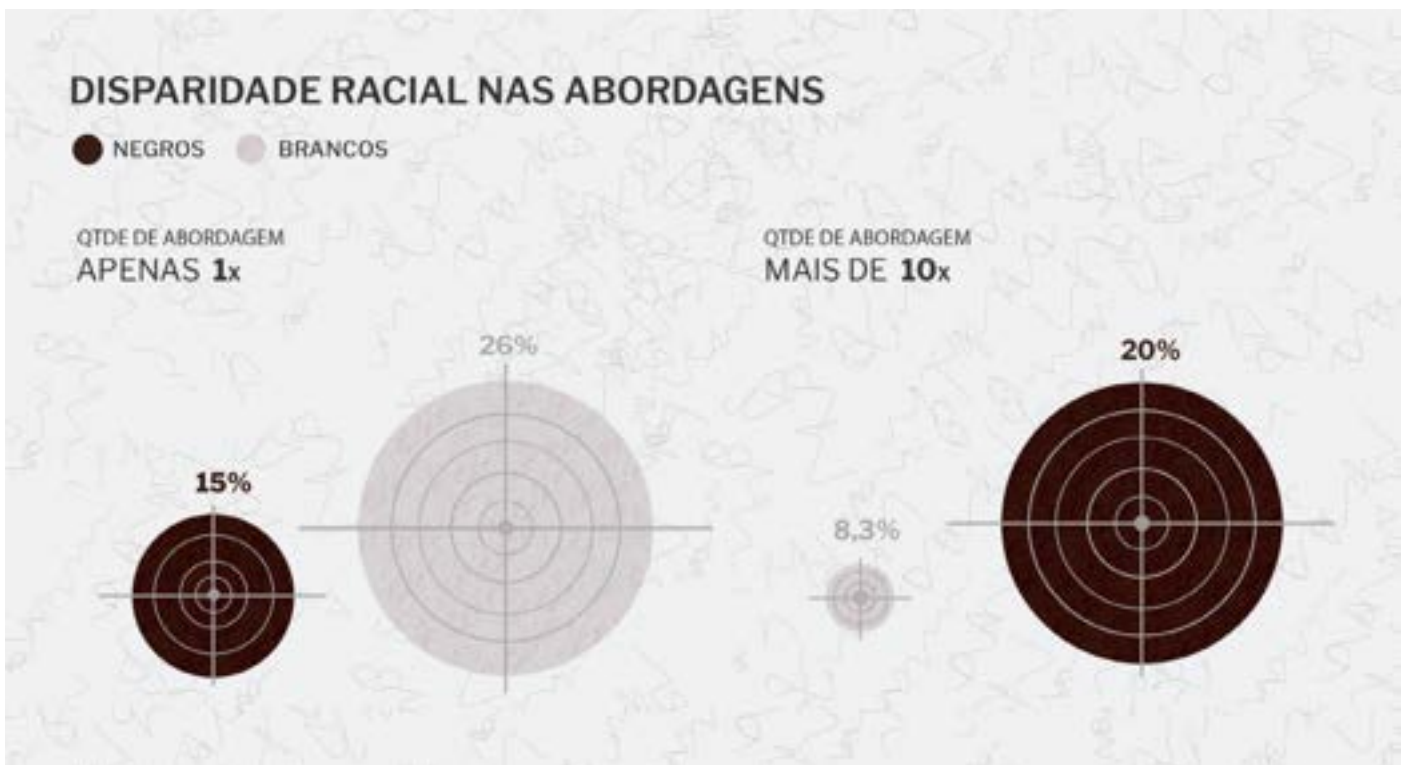 DISPARIDADE RACIAL NAS ABORDAGENS
NEGROS BRANCOS
QTDE DE ABORDAGEM
APENAS 1x
26%
15%
QTDE DE ABORDAGEM
MAIS DE 10x
20%
8,3%